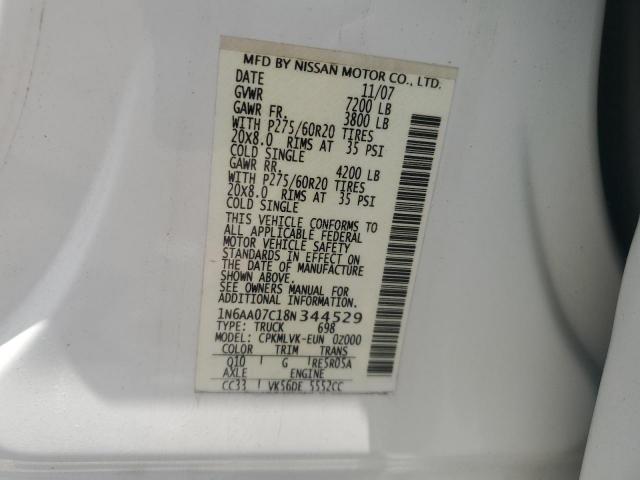 MFD BY NISSAN MOTOR CO., LTD.
DATE 11/07
GVWR 7200 LB
GAWR FR. 3800 LB
WITH P275/60R20 TIRES
20X8.0 RIMS AT 35 PSI
COLD SINGLE
GAWR RR. 4200 LB
WITH P275/60R20 TIRES
20X8.0 RIMS AT 35 PSI
COLD SINGLE
THIS VEHICLE CONFORMS TO
ALL APPLICABLE FEDERAL
MOTOR VEHICLE SAFETY
STANDARDS IN EFFECT ON
THE DATE OF MANUFACTURE
SHOWN ABOVE.
SEE OWNERS MANUAL FOR
ADDITIONAL INFORMATION.
1N6AA07C18N344529
TYPE: TRUCK 698
MODEL: CPKMLVK-EUN 02000
COLOR TRIM TRANS
Q10 G RE5R05A
AXLE ENGINE
CC33 VK56DE 5552CC